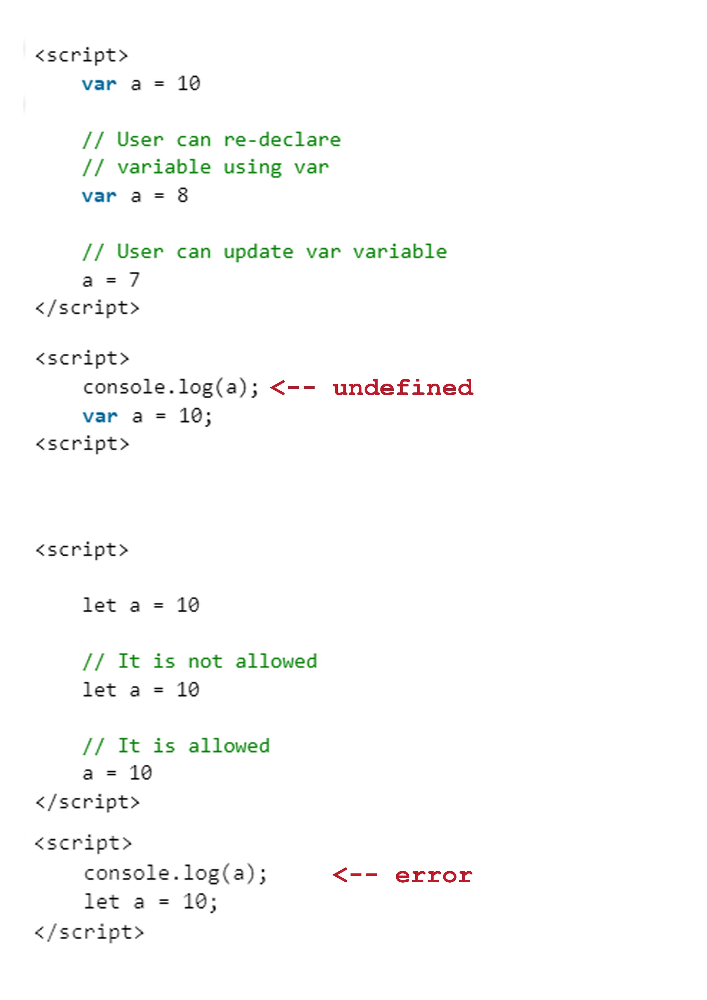 <script>
var a = 10
// User can re-declare
// variable using var
var a = 8
// User can update var variable
a = 7
</script>
<script>
console.log(a); <-- undefined
var a = 10;
<script>
<script>
let a = 10
// It is not allowed
let a = 10
// It is allowed
a = 10
</script>
<script>
console.log(a); <-- error
let a = 10;
</script>